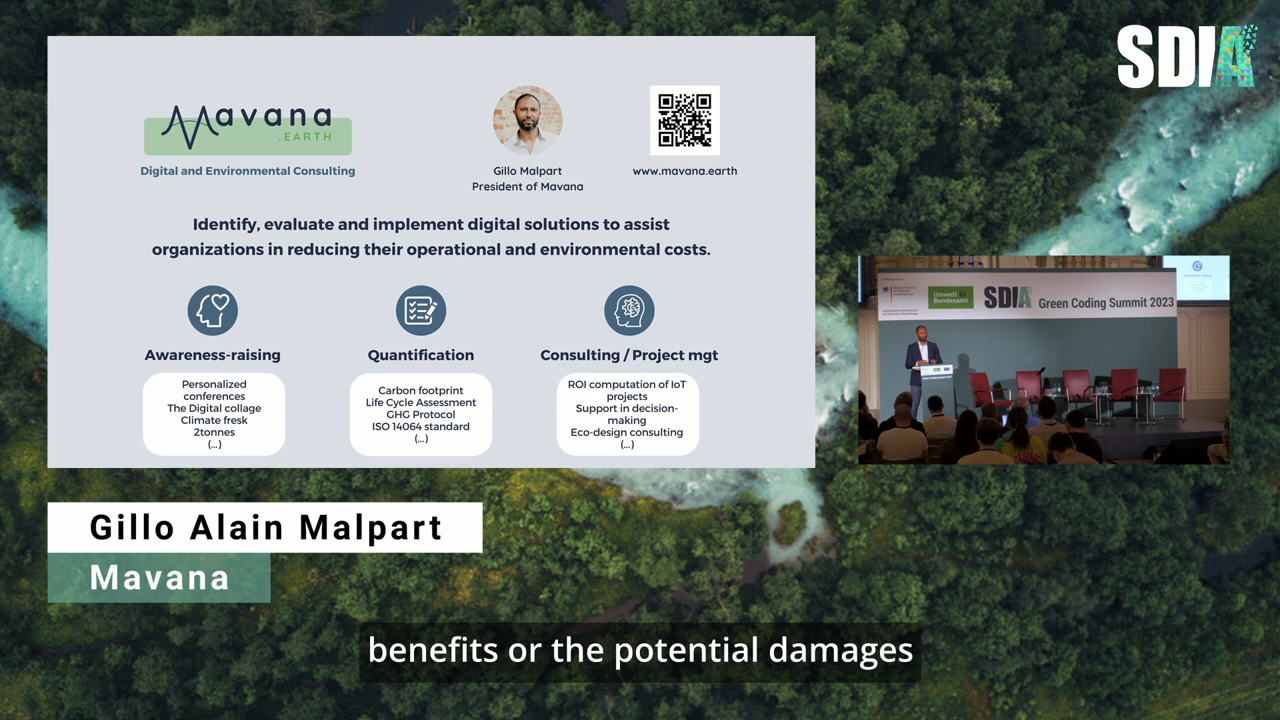 SDIA
Mavana
.EARTH
Digital and Environmental Consulting
Gillo Malpart
President of Mavana
www.mavana.earth
Identify, evaluate and implement digital solutions to assist
organizations in reducing their operational and environmental costs.
Awareness-raising
Personalized
conferences
The Digital collage
Climate fresk
2tonnes
(...)
Quantification
Carbon footprint
Life Cycle Assessment
GHG Protocol
ISO 14064 standard
(...)
Consulting / Project mgt
ROI computation of IoT
projects
Support in decision-
making
Eco-design consulting
(...)
Umwelt
Bundesamt
SDIA
Green Coding Summit 2023
Gillo Alain Malpart
Mavana
benefits or the potential damages